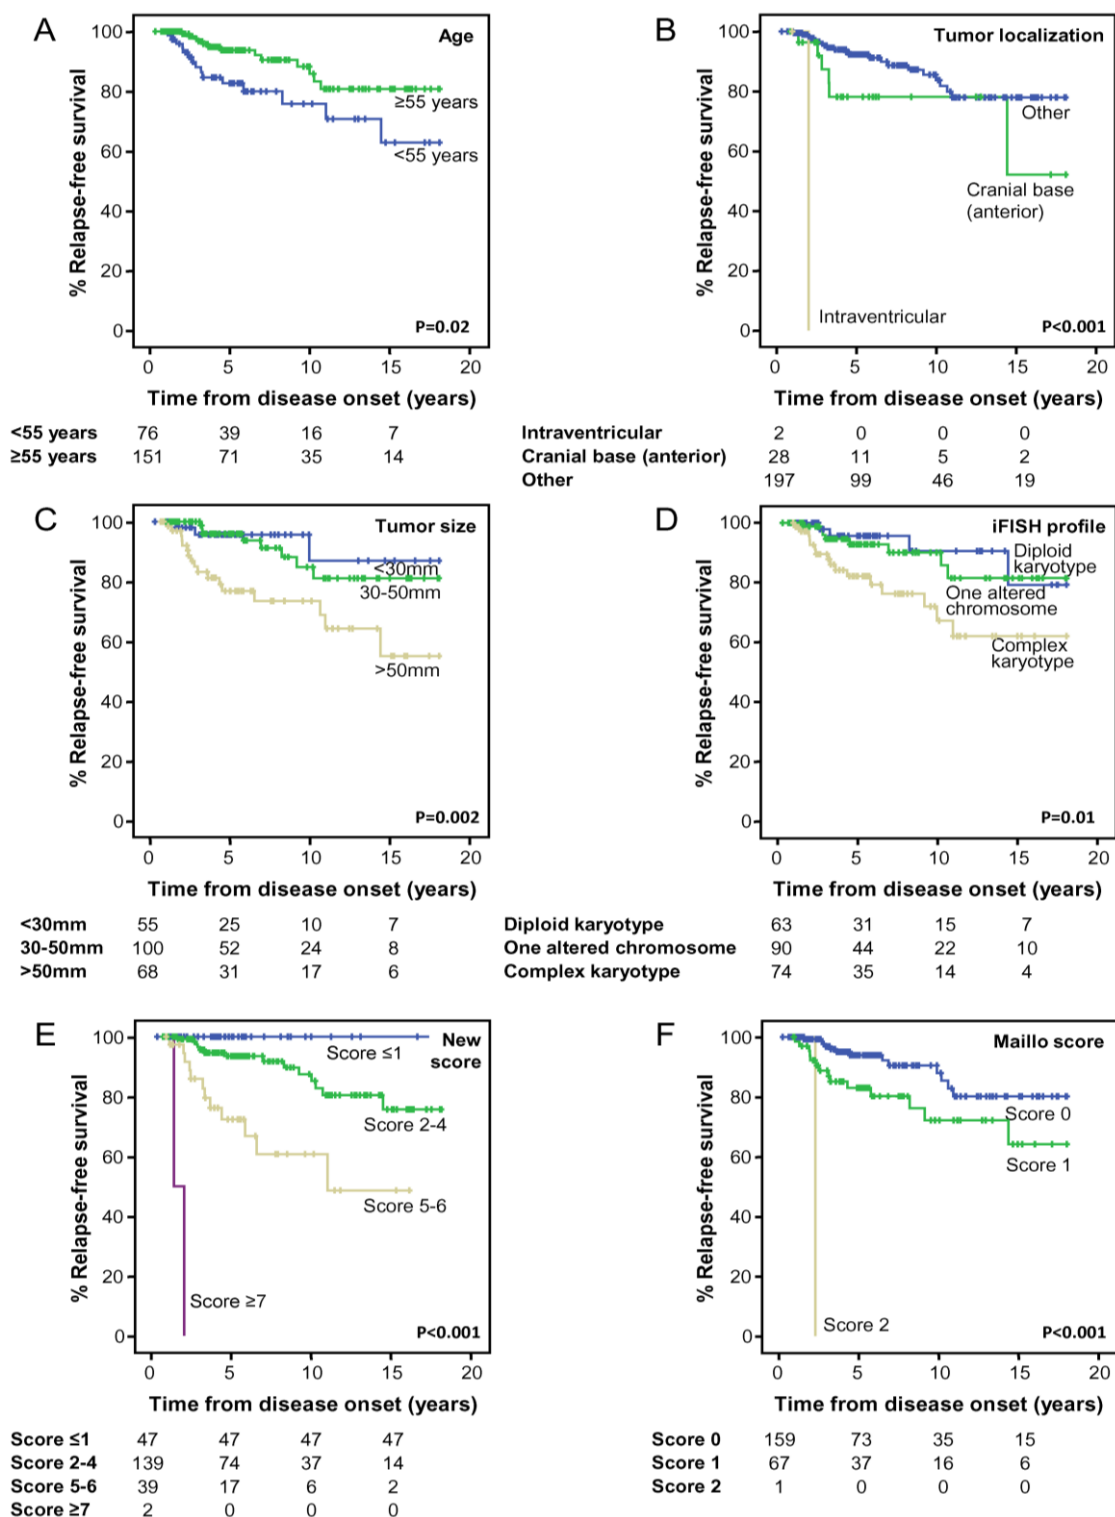 A
Age
% Relapse-free survival
100
80
60
40
20
0
≥55 years
<55 years
P=0.02
0 5 10 15 20
Time from disease onset (years)
<55 years 76 39 16 7
≥55 years 151 71 35 14
B
Tumor localization
% Relapse-free survival
100
80
60
40
20
0
Other
Cranial base
(anterior)
Intraventricular
P<0.001
0 5 10 15 20
Time from disease onset (years)
Intraventricular 2 0 0 0
Cranial base (anterior) 28 11 5 2
Other 197 99 46 19
C
Tumor size
% Relapse-free survival
100
80
60
40
20
0
<30mm
30-50mm
>50mm
P=0.002
0 5 10 15 20
Time from disease onset (years)
<30mm 55 25 10 7
30-50mm 100 52 24 8
>50mm 68 31 17 6
D
iFISH profile
% Relapse-free survival
100
80
60
40
20
0
Diploid
karyotype
One altered
chromosome
Complex
karyotype
P=0.01
0 5 10 15 20
Time from disease onset (years)
Diploid karyotype 63 31 15 7
One altered chromosome 90 44 22 10
Complex karyotype 74 35 14 4
E
New
score
% Relapse-free survival
100
80
60
40
20
0
Score ≤1
Score 2-4
Score 5-6
Score ≥7
P<0.001
0 5 10 15 20
Time from disease onset (years)
Score ≤1 47 47 47 47
Score 2-4 139 74 37 14
Score 5-6 39 17 6 2
Score ≥7 2 0 0 0
F
Maillo score
% Relapse-free survival
100
80
60
40
20
0
Score 0
Score 1
Score 2
P<0.001
0 5 10 15 20
Time from disease onset (years)
Score 0 159 73 35 15
Score 1 67 37 16 6
Score 2 1 0 0 0